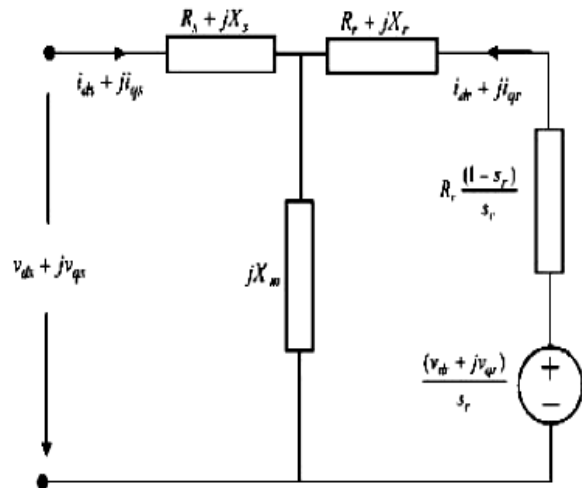 R_s + jX_s
R_r + jX_r
i_ds + ji_qs
i_dr + ji_qr
R_r (1 - s_r) / s_r
v_ds + jv_qs
jX_m
(v_dr + jv_qr) / s_r
+
−